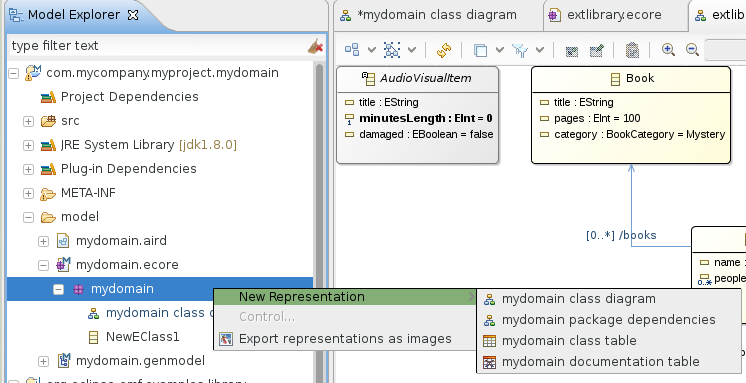 Model Explorer
type filter text
com.mycompany.myproject.mydomain
Project Dependencies
src
JRE System Library [jdk1.8.0]
Plug-in Dependencies
META-INF
model
mydomain.aird
mydomain.ecore
mydomain
mydomain class
NewEClass1
mydomain.genmodel
*mydomain class diagram
extlibrary.ecore
extlib
AudioVisualItem
title : EString
minutesLength : EInt = 0
damaged : EBoolean = false
Book
title : EString
pages : EInt = 100
category : BookCategory = Mystery
[0..*] /books
name :
0..*
people
New Representation
Control...
Export representations as images
mydomain class diagram
mydomain package dependencies
mydomain class table
mydomain documentation table